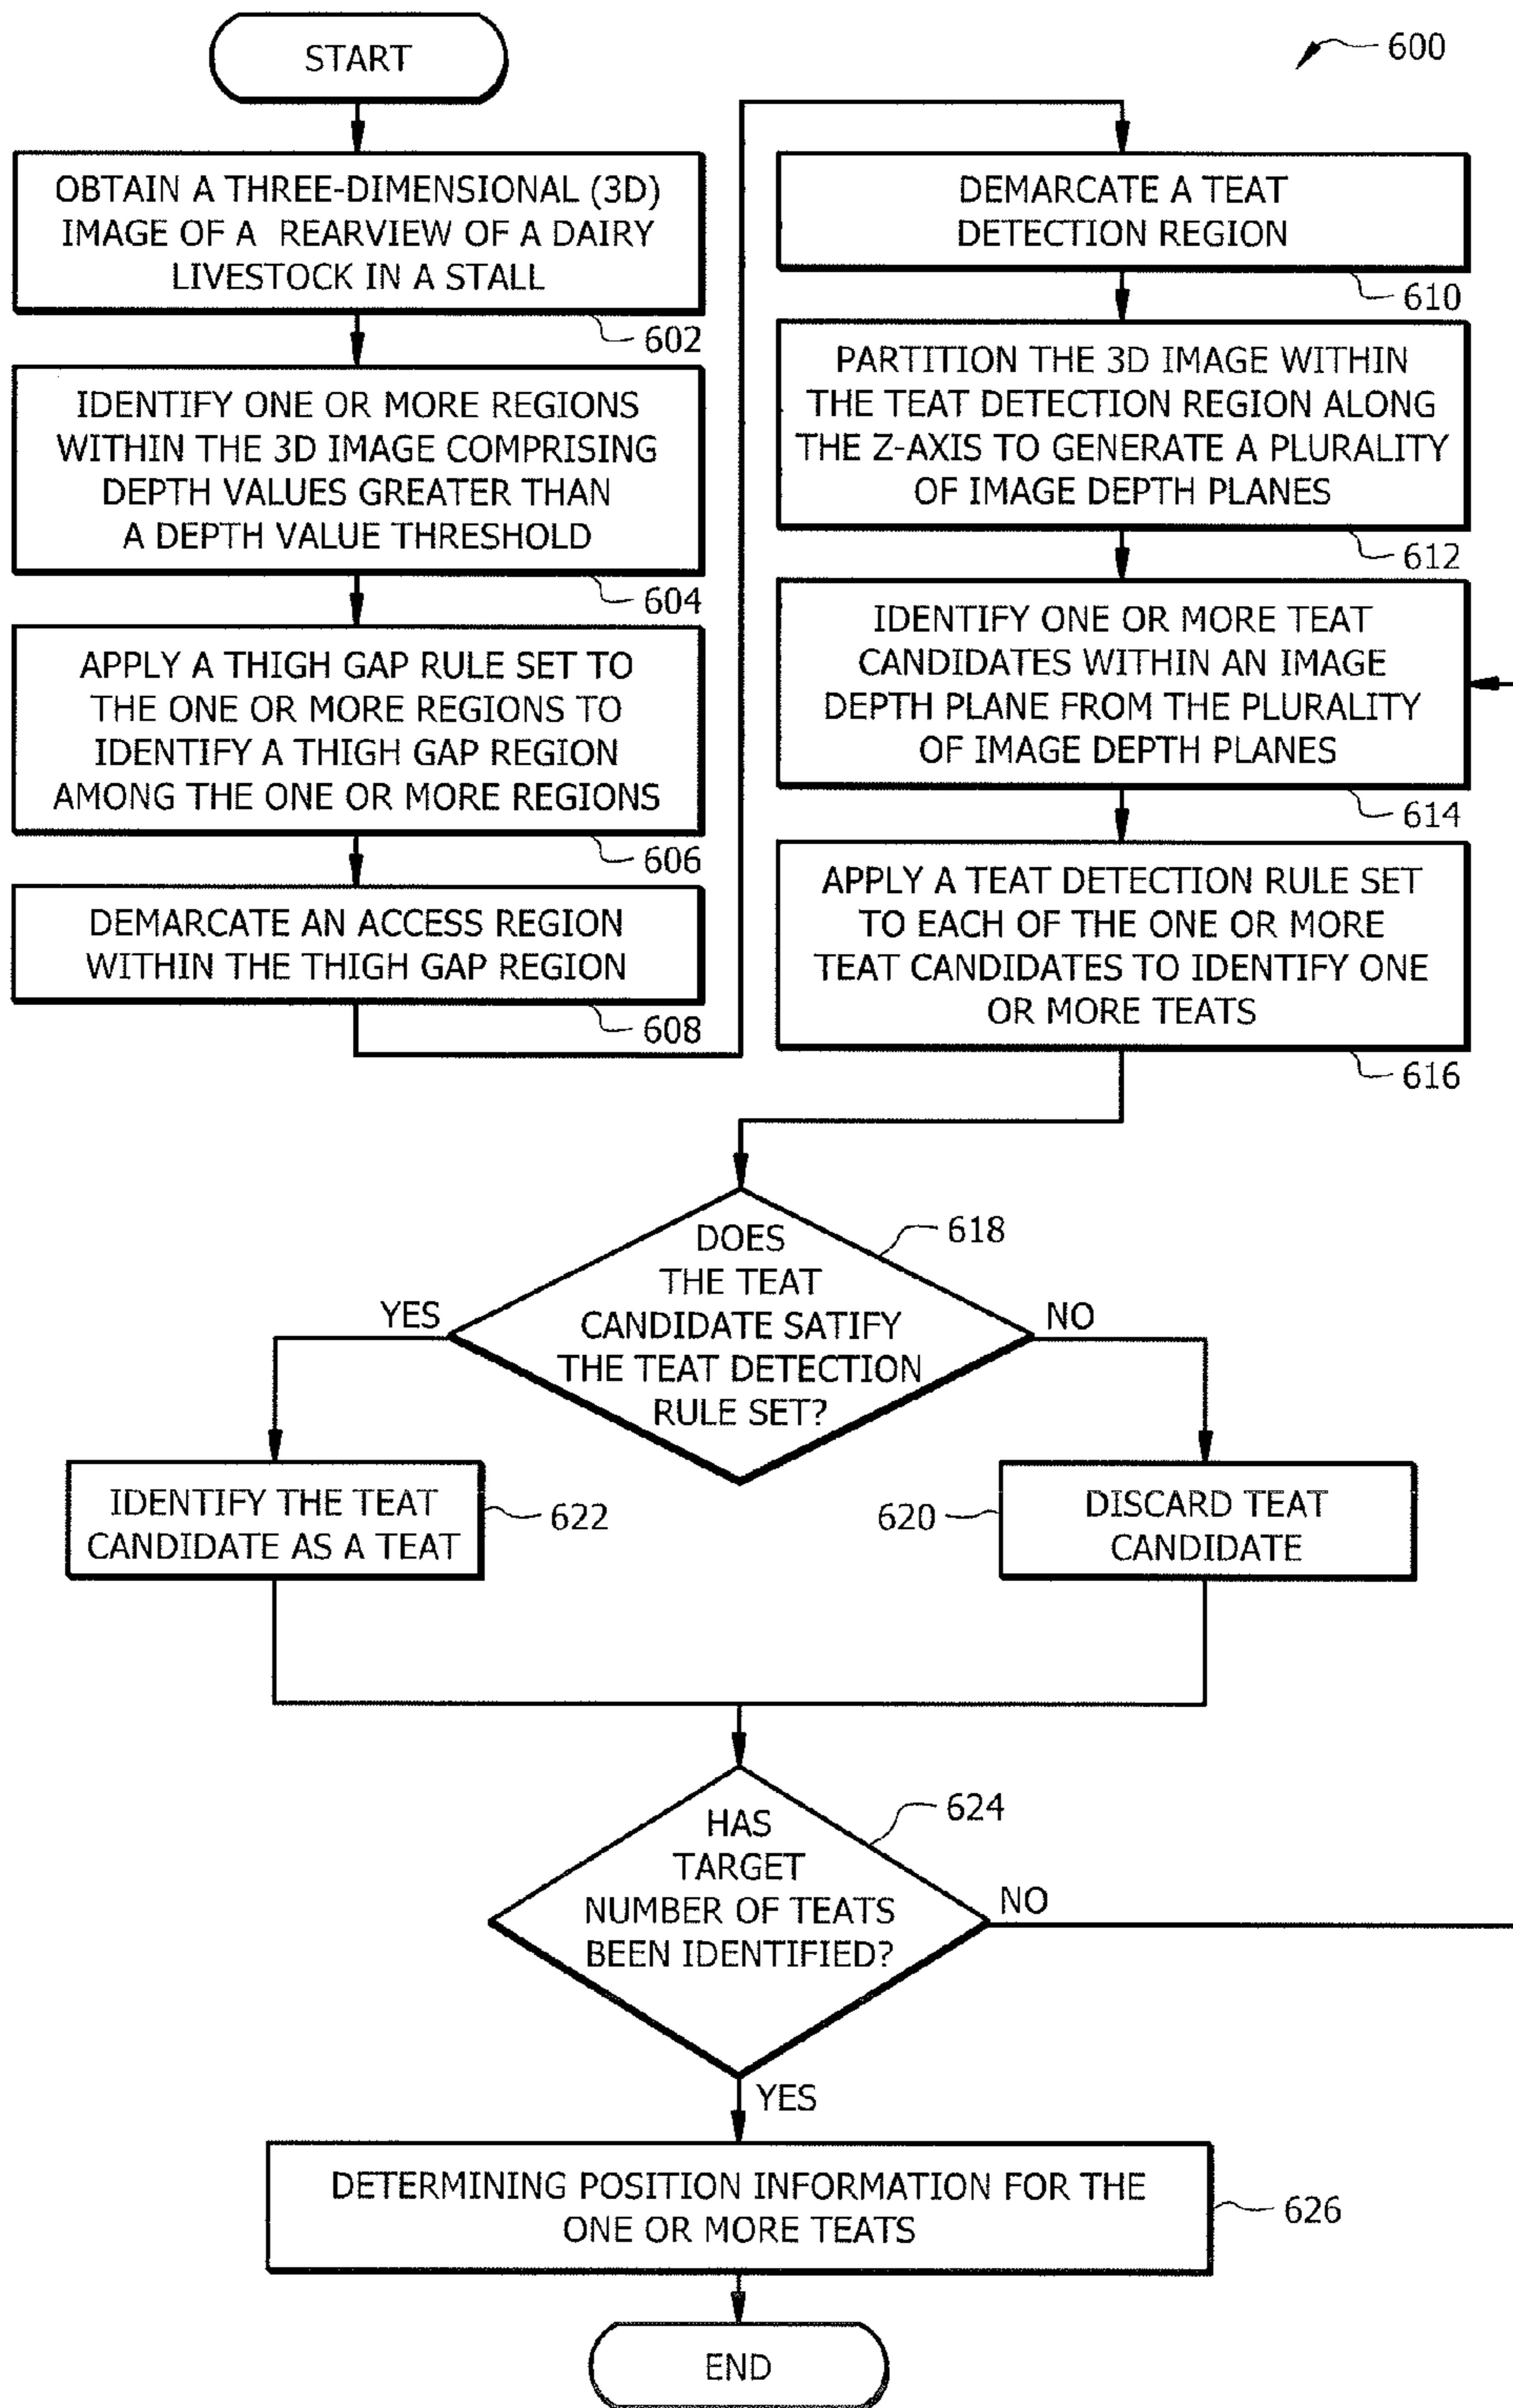 START
600
OBTAIN A THREE-DIMENSIONAL (3D)
IMAGE OF A REARVIEW OF A DAIRY
LIVESTOCK IN A STALL
602
IDENTIFY ONE OR MORE REGIONS
WITHIN THE 3D IMAGE COMPRISING
DEPTH VALUES GREATER THAN
A DEPTH VALUE THRESHOLD
604
APPLY A THIGH GAP RULE SET TO
THE ONE OR MORE REGIONS TO
IDENTIFY A THIGH GAP REGION
AMONG THE ONE OR MORE REGIONS
606
DEMARCATE AN ACCESS REGION
WITHIN THE THIGH GAP REGION
608
DEMARCATE A TEAT
DETECTION REGION
610
PARTITION THE 3D IMAGE WITHIN
THE TEAT DETECTION REGION ALONG
THE Z-AXIS TO GENERATE A PLURALITY
OF IMAGE DEPTH PLANES
612
IDENTIFY ONE OR MORE TEAT
CANDIDATES WITHIN AN IMAGE
DEPTH PLANE FROM THE PLURALITY
OF IMAGE DEPTH PLANES
614
APPLY A TEAT DETECTION RULE SET
TO EACH OF THE ONE OR MORE
TEAT CANDIDATES TO IDENTIFY ONE
OR MORE TEATS
616
DOES
THE TEAT
CANDIDATE SATIFY
THE TEAT DETECTION
RULE SET?
618
YES
NO
IDENTIFY THE TEAT
CANDIDATE AS A TEAT
622
620
DISCARD TEAT
CANDIDATE
HAS
TARGET
NUMBER OF TEATS
BEEN IDENTIFIED?
624
NO
YES
DETERMINING POSITION INFORMATION FOR THE
ONE OR MORE TEATS
626
END